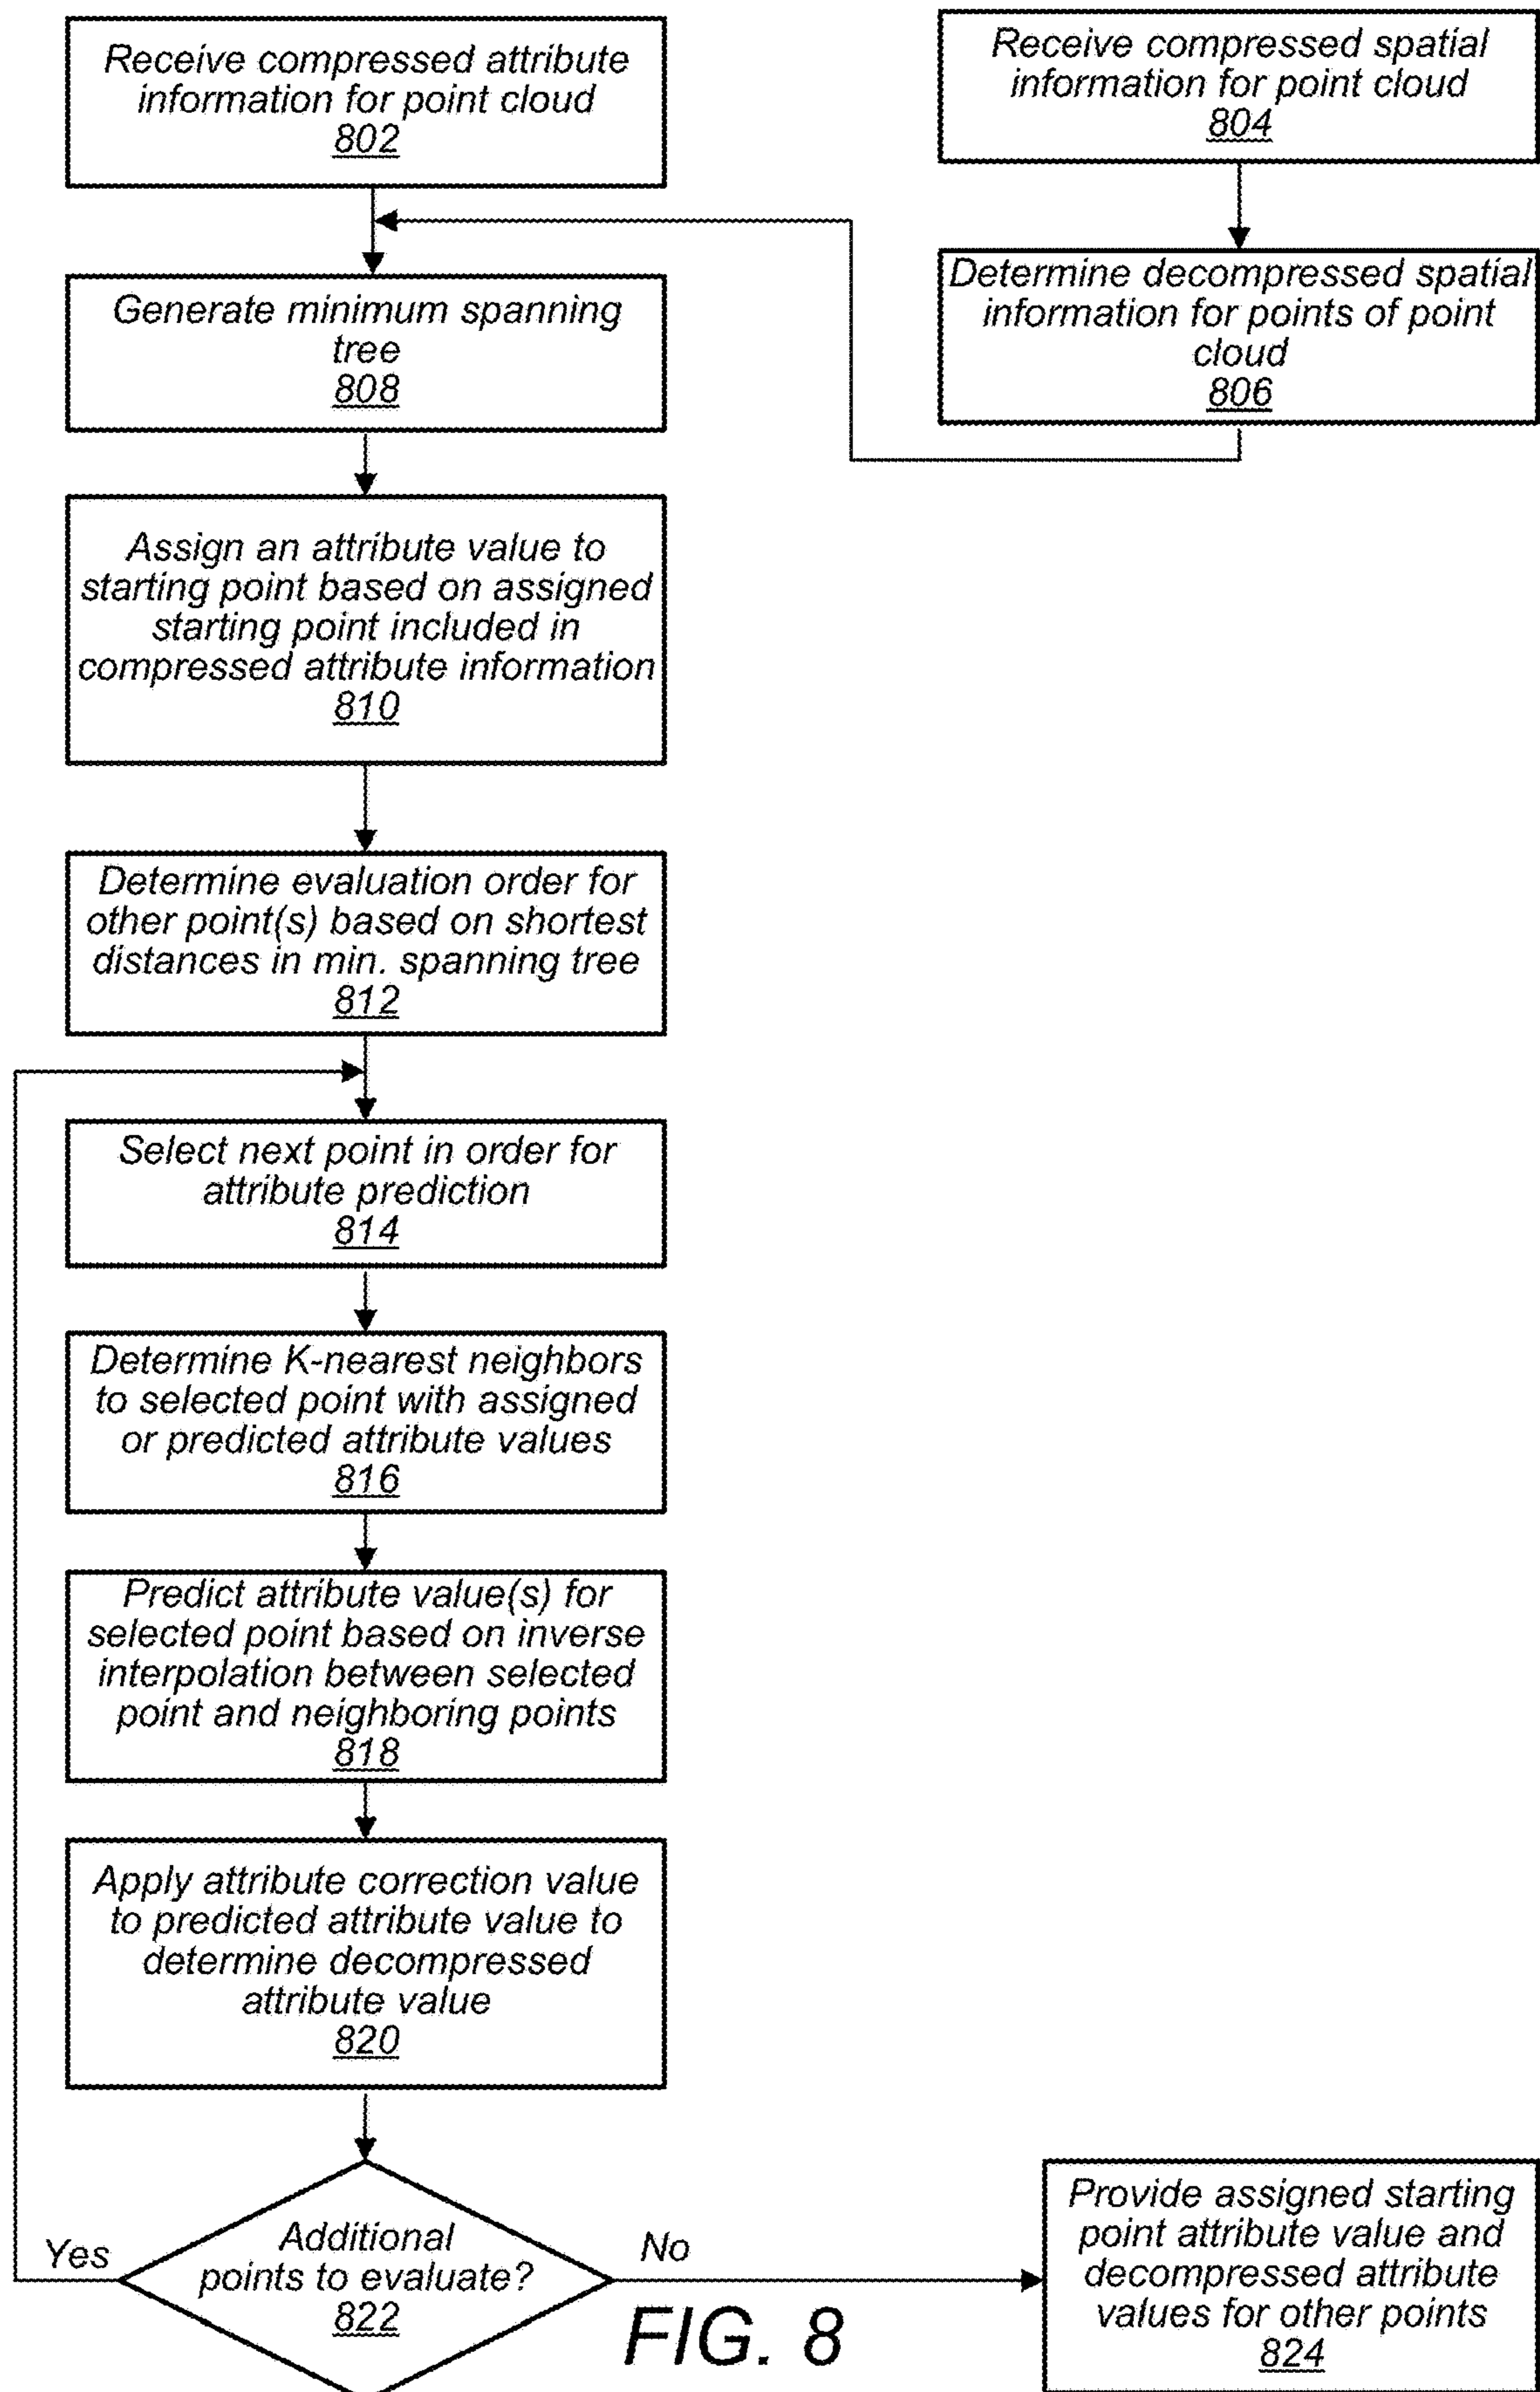 Receive compressed attribute
information for point cloud
802
Receive compressed spatial
information for point cloud
804
Determine decompressed spatial
information for points of point
cloud
806
Generate minimum spanning
tree
808
Assign an attribute value to
starting point based on assigned
starting point included in
compressed attribute information
810
Determine evaluation order for
other point(s) based on shortest
distances in min. spanning tree
812
Select next point in order for
attribute prediction
814
Determine K-nearest neighbors
to selected point with assigned
or predicted attribute values
816
Predict attribute value(s) for
selected point based on inverse
interpolation between selected
point and neighboring points
818
Apply attribute correction value
to predicted attribute value to
determine decompressed
attribute value
820
Additional
points to evaluate?
822
Yes
No
Provide assigned starting
point attribute value and
decompressed attribute
values for other points
824
FIG. 8